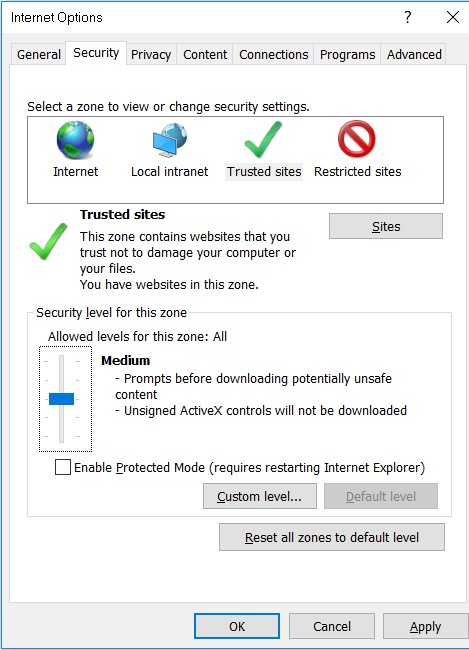 Internet Options
?
General Security Privacy Content Connections Programs Advanced
Select a zone to view or change security settings.
Internet Local intranet Trusted sites Restricted sites
Trusted sites
Sites
This zone contains websites that you
trust not to damage your computer or
your files.
You have websites in this zone.
Security level for this zone
Allowed levels for this zone: All
Medium
- Prompts before downloading potentially unsafe
content
- Unsigned ActiveX controls will not be downloaded
Enable Protected Mode (requires restarting Internet Explorer)
Custom level... Default level
Reset all zones to default level
OK Cancel Apply